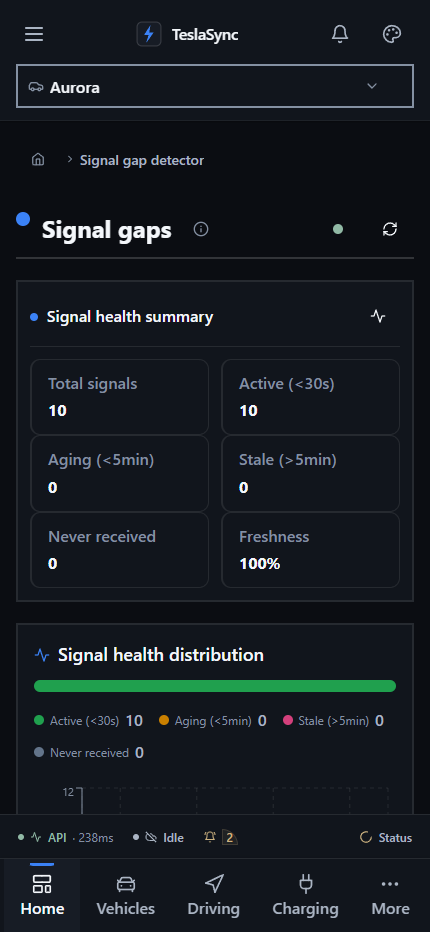 TeslaSync
Aurora
Signal gap detector
Signal gaps
Signal health summary
Total signals
10
Active (<30s)
10
Aging (<5min)
0
Stale (>5min)
0
Never received
0
Freshness
100%
Signal health distribution
Active (<30s) 10 Aging (<5min) 0 Stale (>5min) 0
Never received 0
12
API · 238ms Idle 2 Status
Home Vehicles Driving Charging More